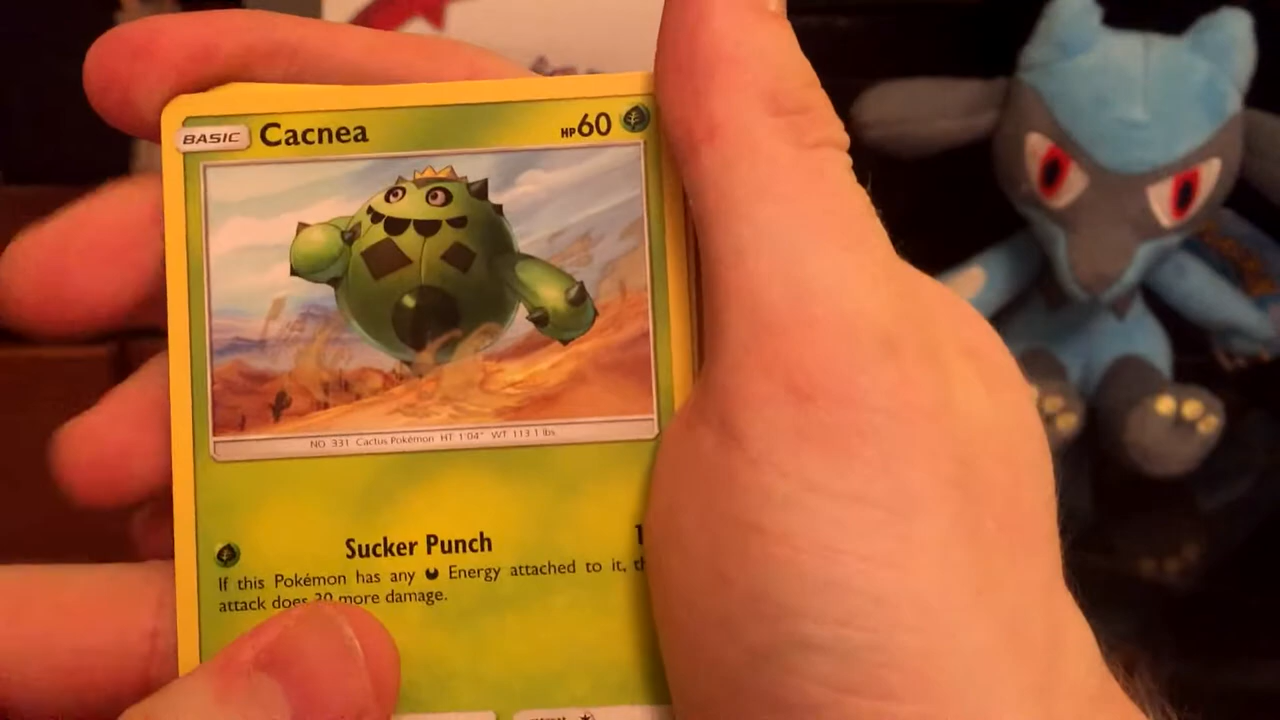 BASIC Cacnea HP60
NO 331 Cactus Pokémon HT 1'04" WT 113.1 lbs
Sucker Punch 1
If this Pokémon has any Energy attached to it, th
attack does 30 more damage.